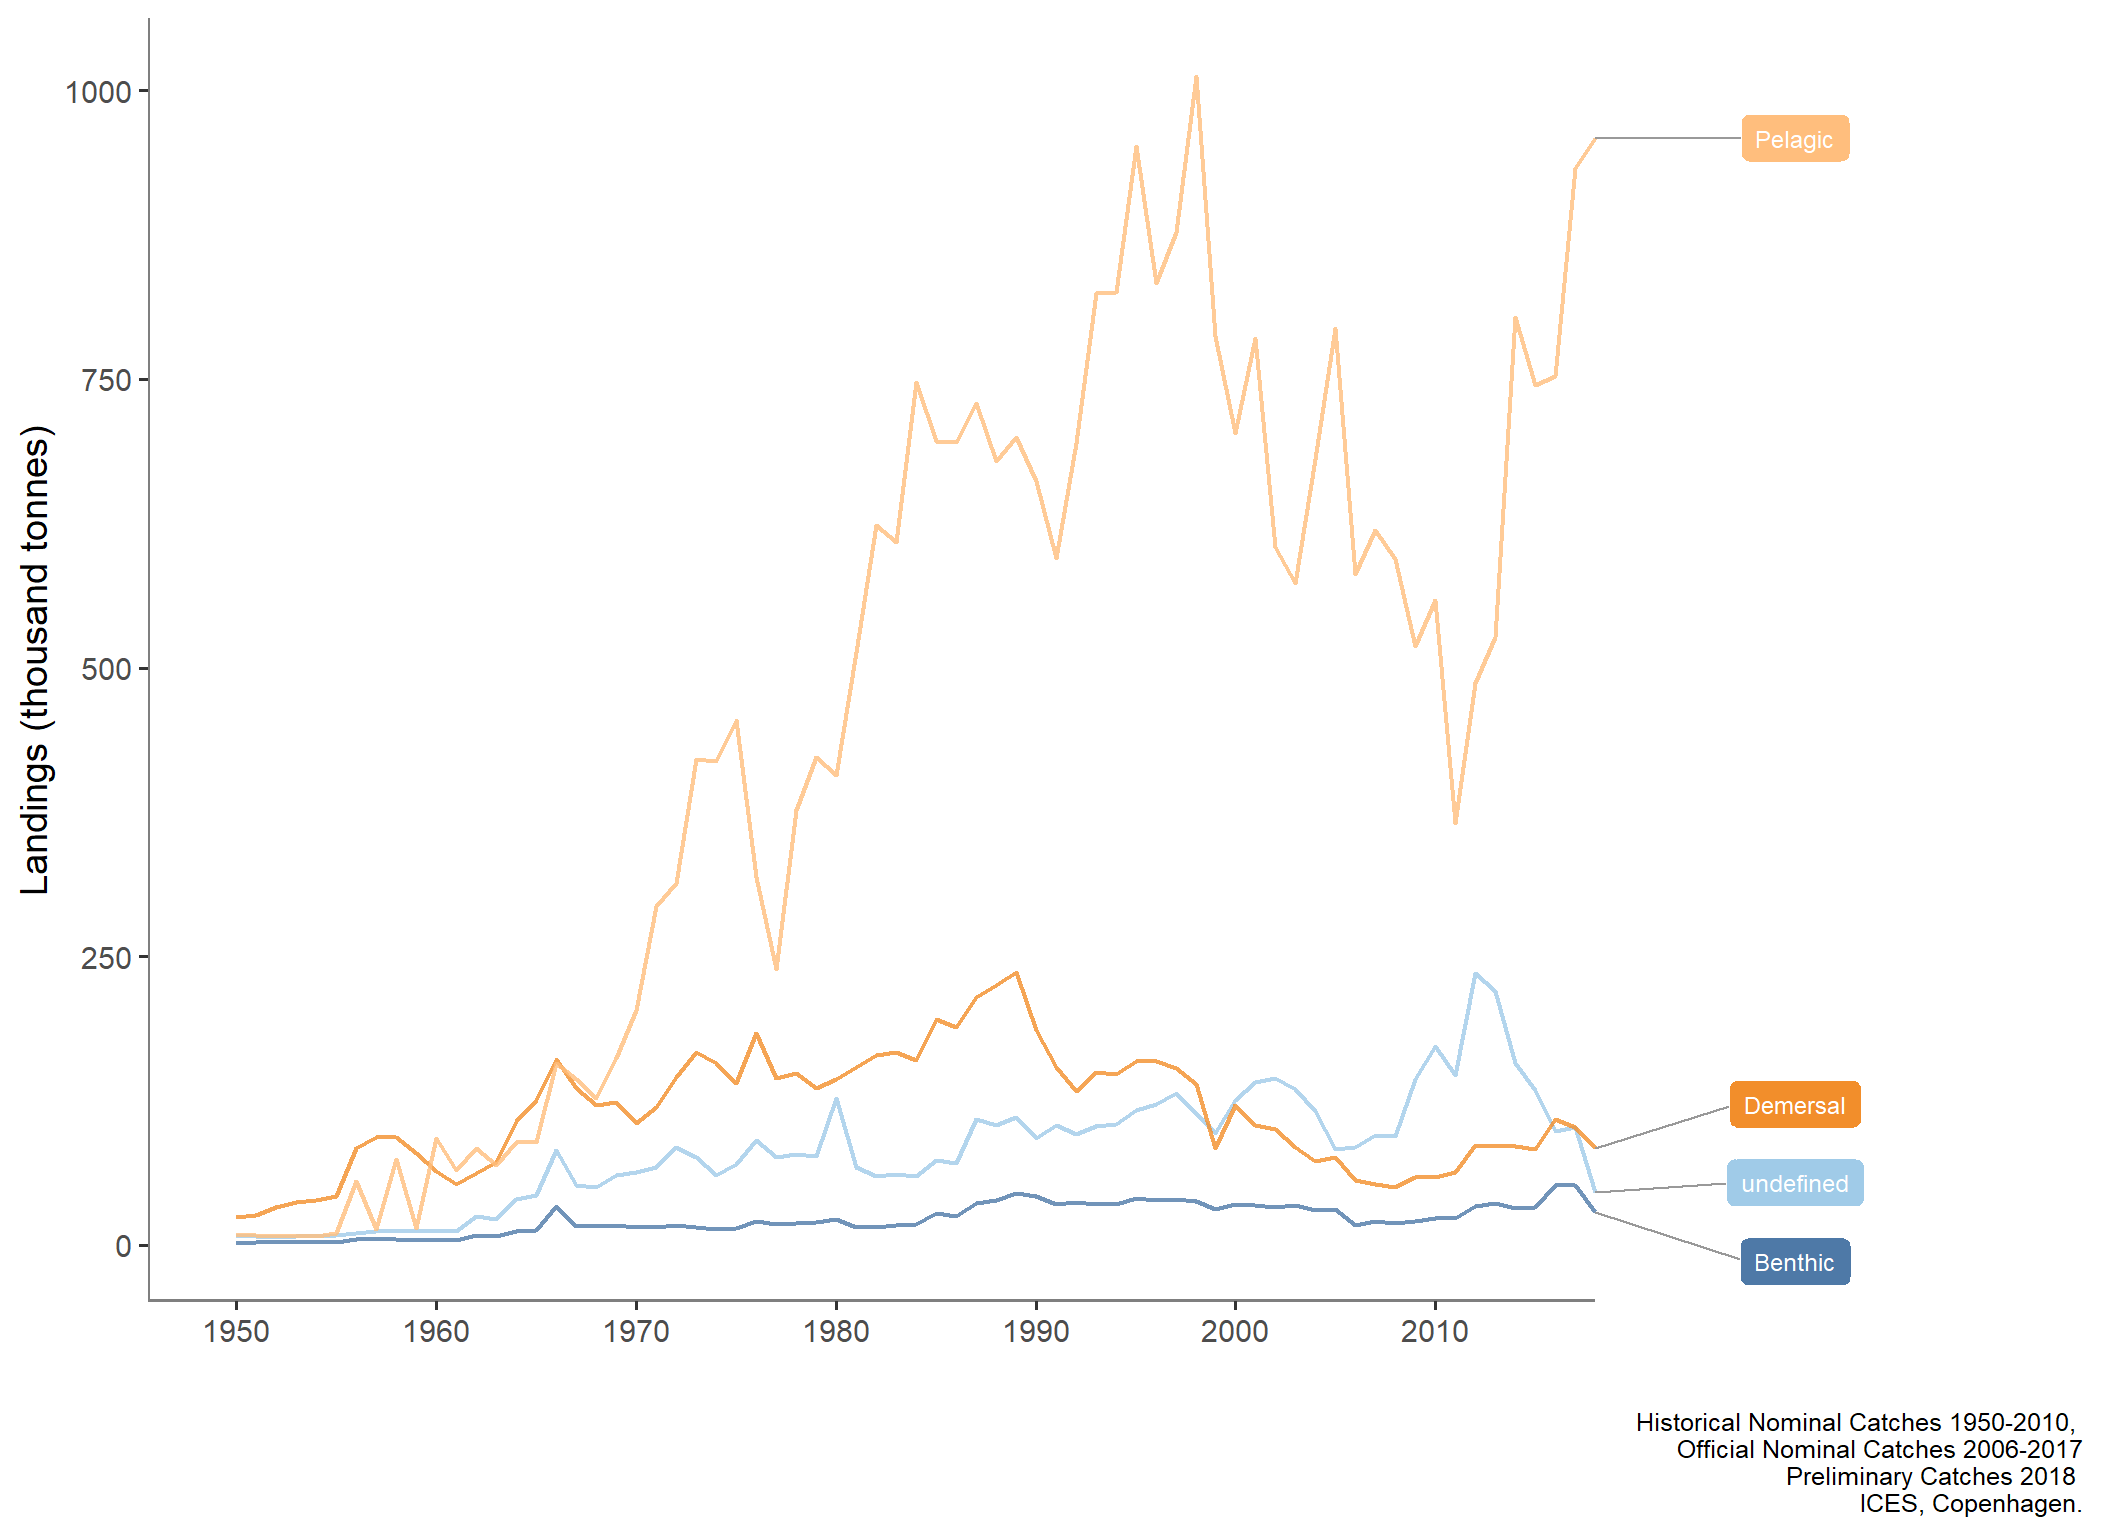 Landings (thousand tonnes)
1000
750
500
250
0
1950 1960 1970 1980 1990 2000 2010
Pelagic
Demersal
undefined
Benthic
Historical Nominal Catches 1950-2010,
Official Nominal Catches 2006-2017
Preliminary Catches 2018
ICES, Copenhagen.